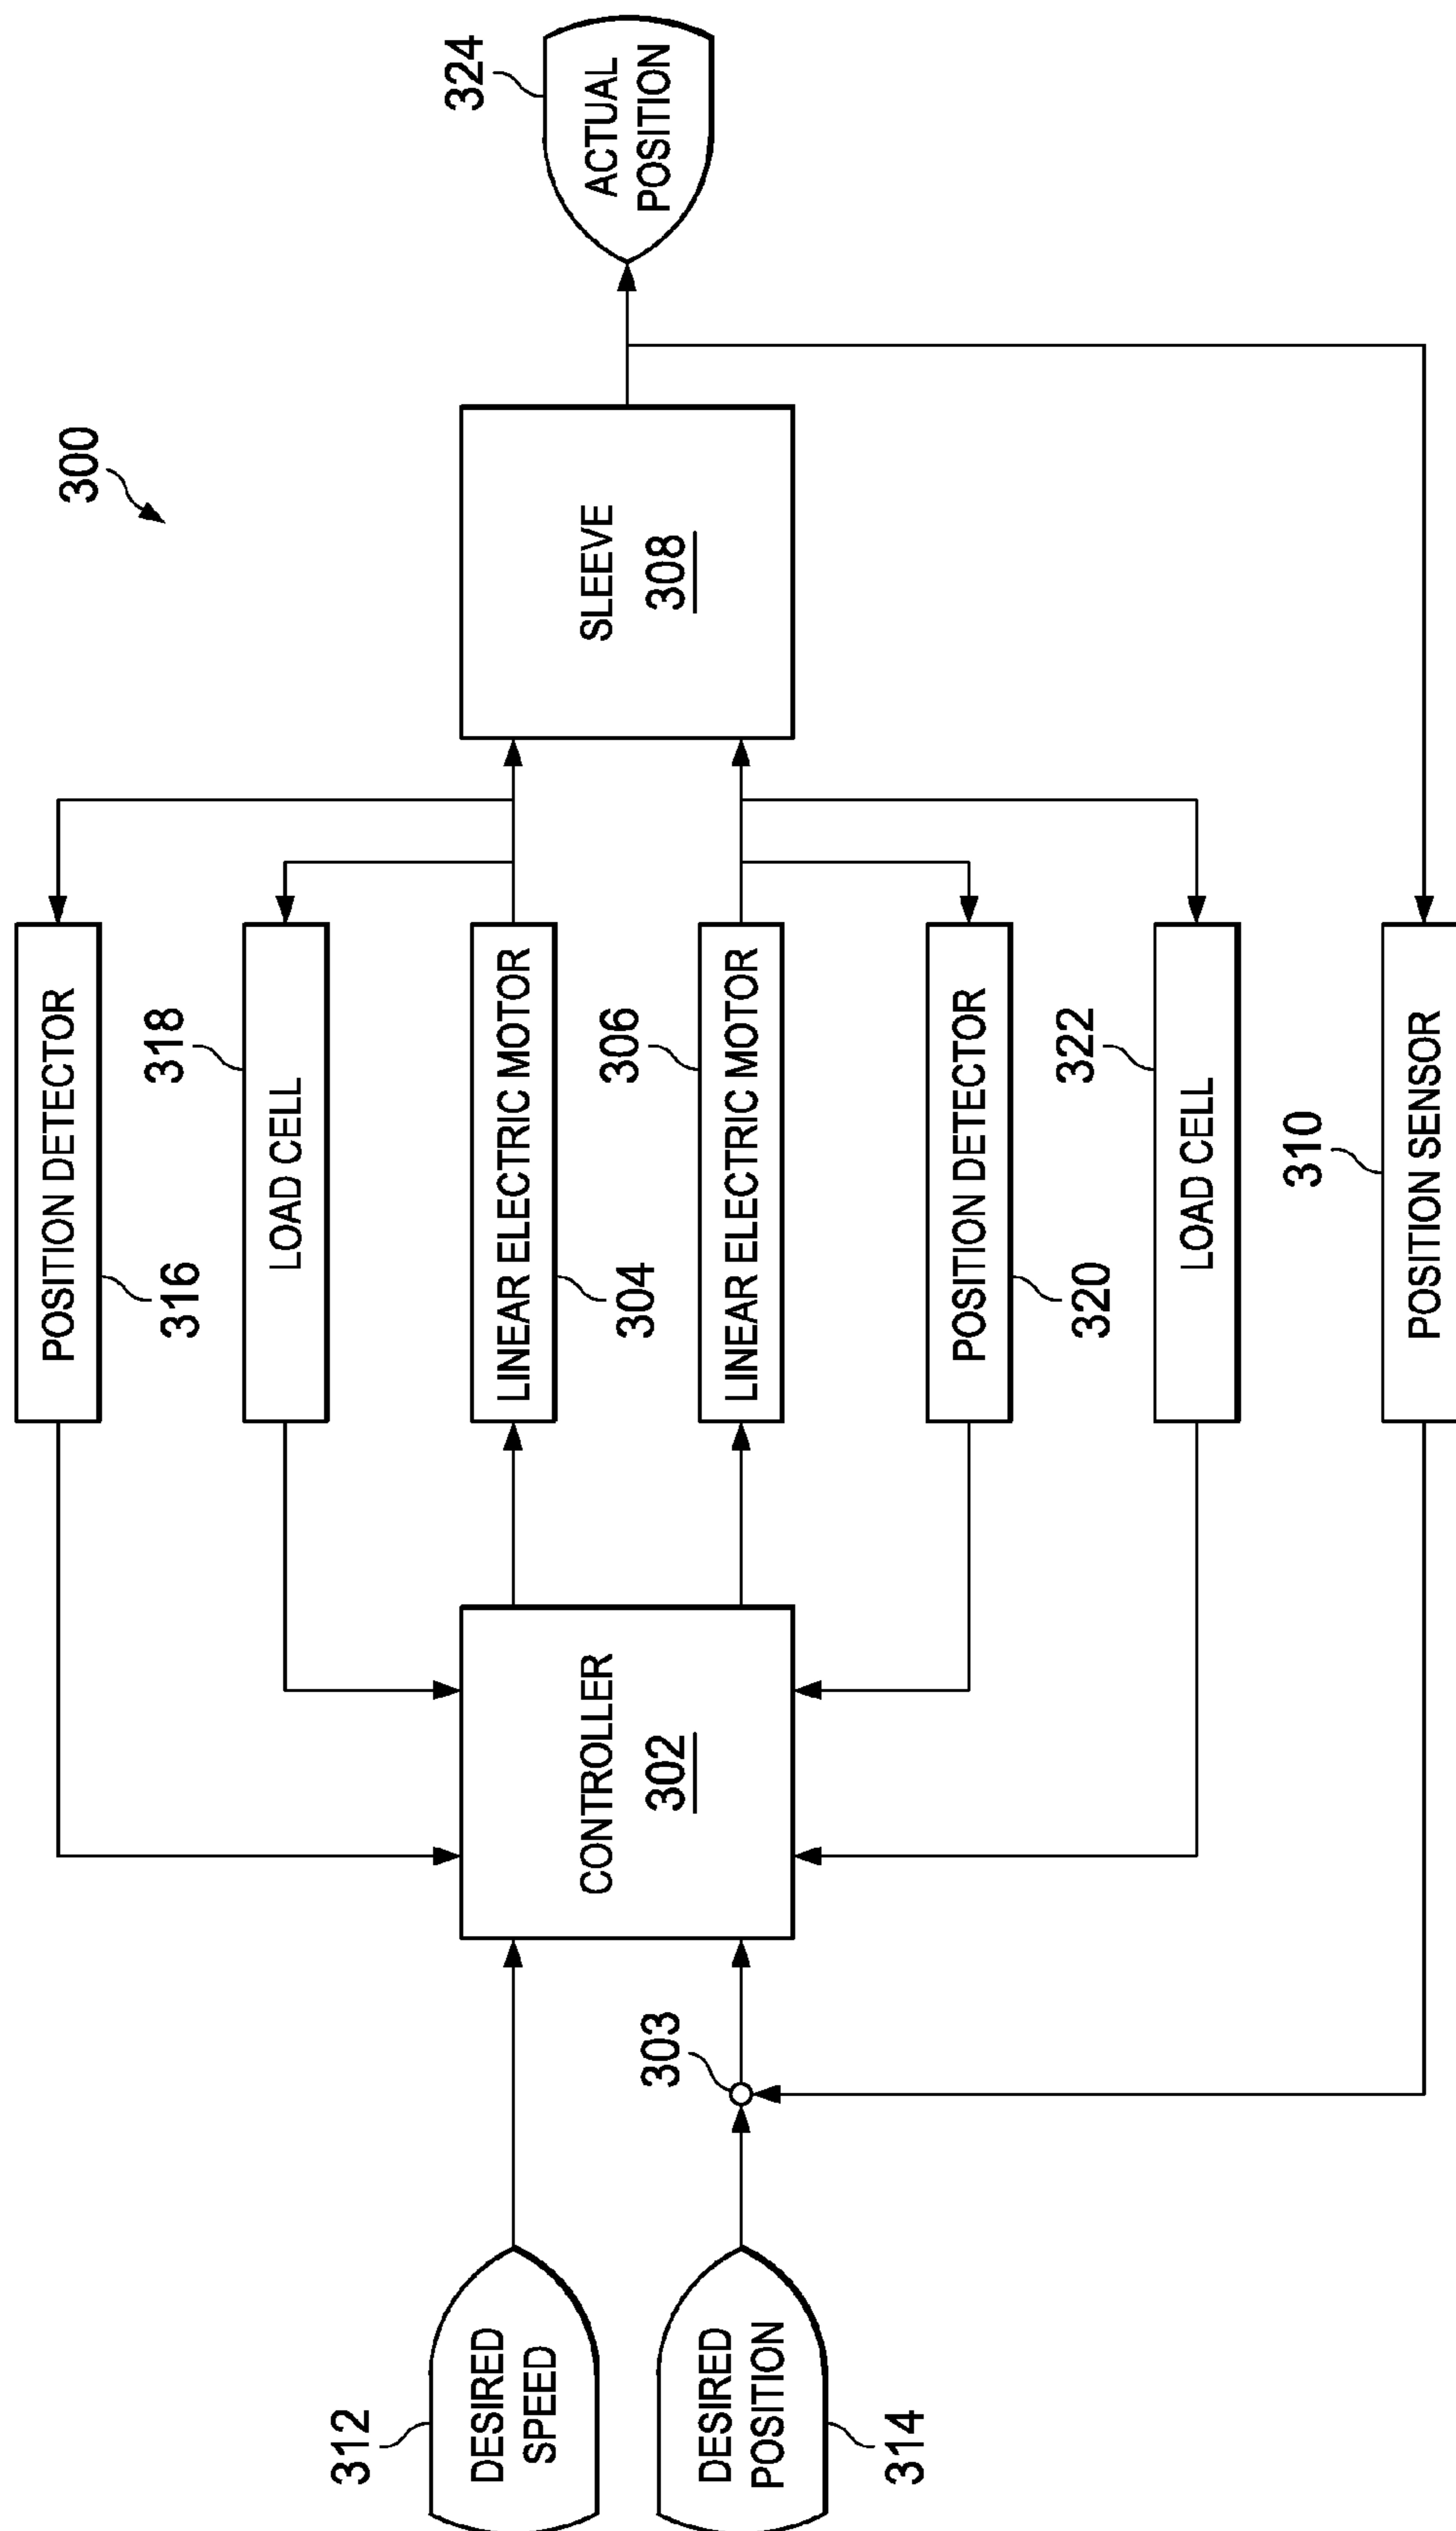 300
POSITION DETECTOR
316
318
LOAD CELL
312
DESIRED
SPEED
CONTROLLER
302
LINEAR ELECTRIC MOTOR
304
SLEEVE
308
324
ACTUAL
POSITION
303
306
LINEAR ELECTRIC MOTOR
DESIRED
POSITION
314
POSITION DETECTOR
320
322
LOAD CELL
310
POSITION SENSOR